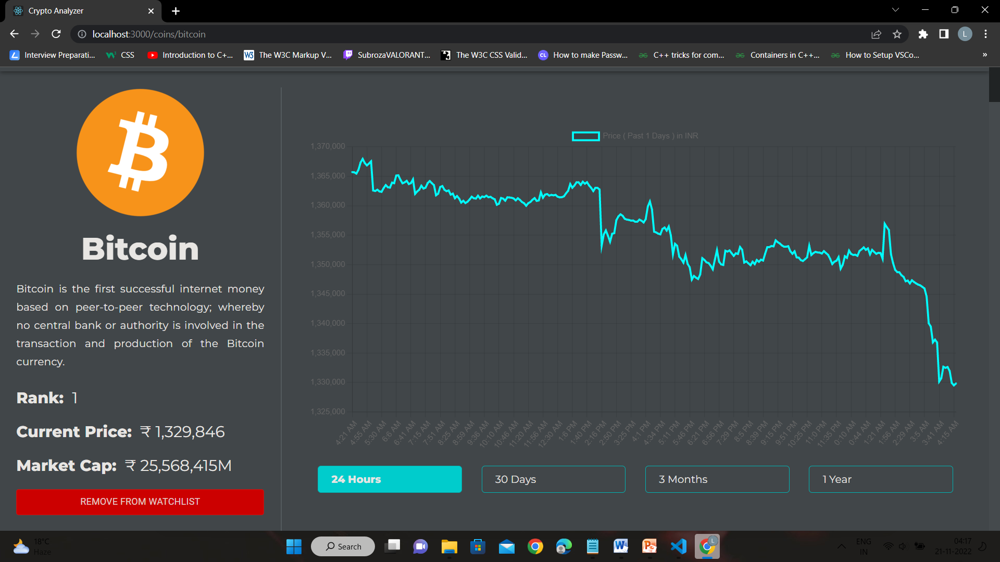 Crypto Analyzer
localhost:3000/coins/bitcoin
L
Interview Preparati...
CSS
Introduction to C+...
The W3C Markup V...
SubrozaVALORANT...
The W3C CSS Valid...
CL
How to make Passw...
C++ tricks for com...
Containers in C++...
How to Setup VSCo...
»
Bitcoin
Bitcoin is the first successful internet money
based on peer-to-peer technology; whereby
no central bank or authority is involved in the
transaction and production of the Bitcoin
currency.
Rank: 1
Current Price: ₹ 1,329,846
Market Cap: ₹ 25,568,415M
REMOVE FROM WATCHLIST
Price ( Past 1 Days ) in INR
1,370,000
1,365,000
1,360,000
1,355,000
1,350,000
1,345,000
1,340,000
1,335,000
1,330,000
1,325,000
4:21 AM
4:55 AM
5:30 AM
6:6 AM
6:41 AM
7:15 AM
7:51 AM
8:25 AM
8:59 AM
9:36 AM
10:10 AM
10:46 AM
11:20 AM
11:56 AM
12:30 AM
1:6 PM
1:40 PM
2:16 PM
2:50 PM
3:25 PM
4:1 PM
4:34 PM
5:11 PM
5:46 PM
6:21 PM
6:56 PM
7:29 PM
8:5 PM
8:39 PM
9:15 PM
9:51 PM
10:25 PM
11:0 PM
11:35 PM
0:10 AM
0:44 AM
1:21 AM
1:56 AM
2:29 AM
3:5 AM
3:41 AM
4:15 AM
24 Hours
30 Days
3 Months
1 Year
18°C
Haze
Search
ENG
IN
04:17
21-11-2022